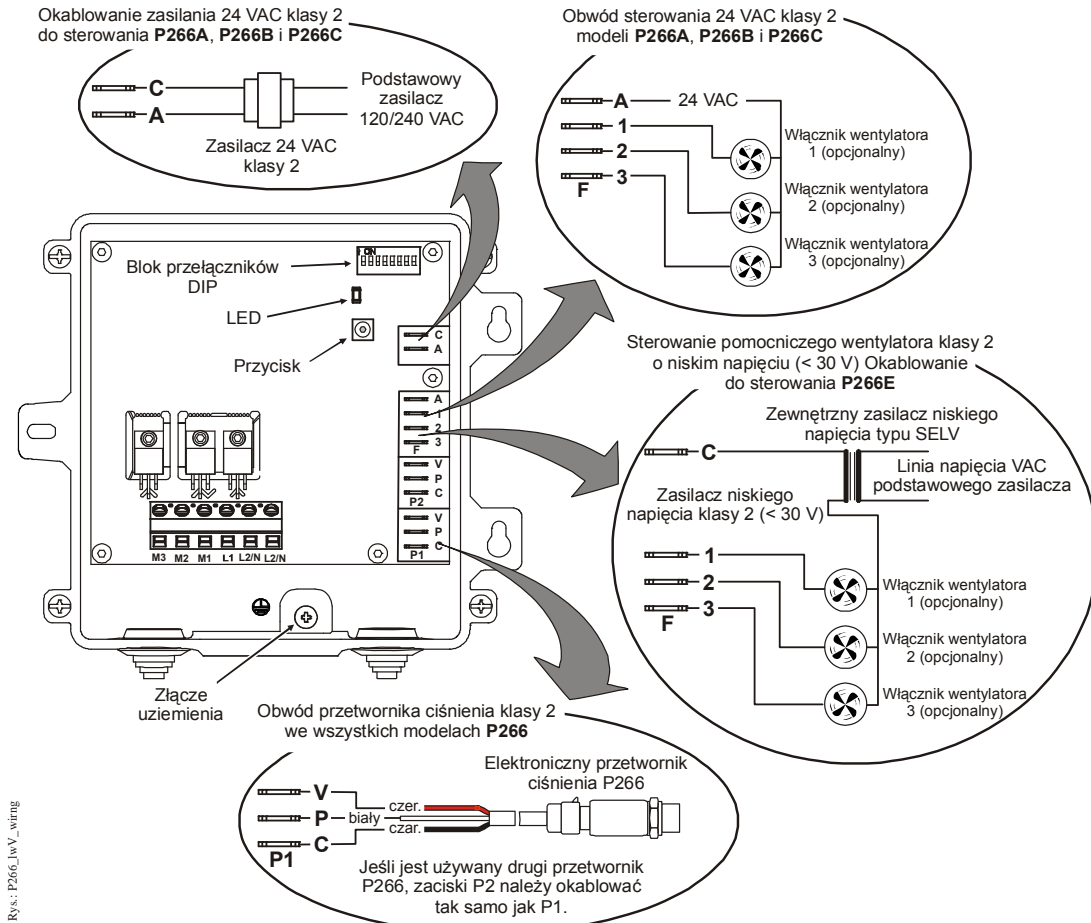 Okablowanie zasilania 24 VAC klasy 2
do sterowania P266A, P266B i P266C
C
A
Podstawowy
zasilacz
120/240 VAC
Zasilacz 24 VAC
klasy 2
Obwód sterowania 24 VAC klasy 2
modeli P266A, P266B i P266C
A
24 VAC
1
2
3
F
Włącznik wentylatora
1 (opcjonalny)
Włącznik wentylatora
2 (opcjonalny)
Włącznik wentylatora
3 (opcjonalny)
Blok przełączników
DIP
ON
LED
Przycisk
C
A
A
1
2
3
F
V
P
C
P2
V
P
C
P1
M3 M2 M1 L1 L2/N L2/N
Złącze
uziemienia
Sterowanie pomocniczego wentylatora klasy 2
o niskim napięciu (< 30 V) Okablowanie
do sterowania P266E
Zewnętrzny zasilacz niskiego
napięcia typu SELV
C
Linia napięcia VAC
podstawowego zasilacza
Zasilacz niskiego
napięcia klasy 2 (< 30 V)
1
2
3
F
Włącznik wentylatora
1 (opcjonalny)
Włącznik wentylatora
2 (opcjonalny)
Włącznik wentylatora
3 (opcjonalny)
Obwód przetwornika ciśnienia klasy 2
we wszystkich modelach P266
Elektroniczny przetwornik
ciśnienia P266
V
czer.
P
biały
C
czar.
P1
Jeśli jest używany drugi przetwornik
P266, zaciski P2 należy okablować
tak samo jak P1.
Rys.: P266_lwV_wirng